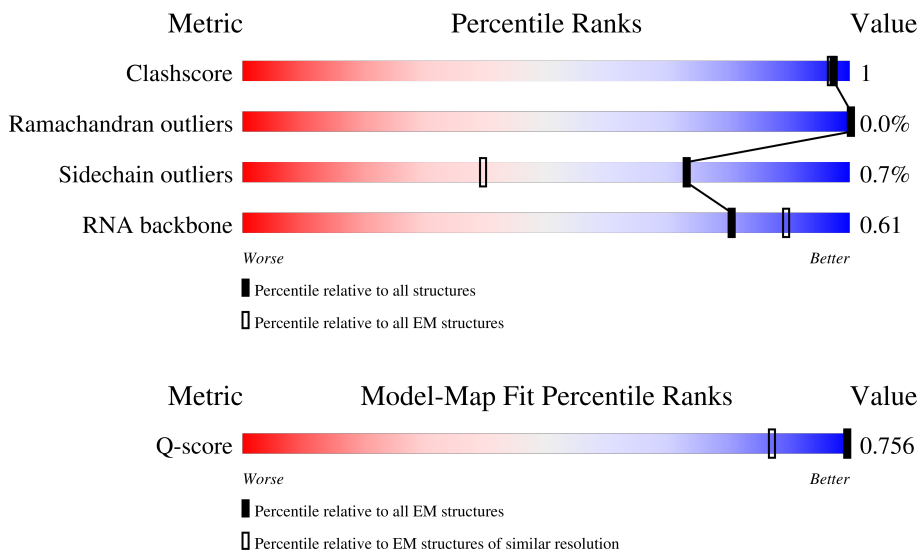 Metric Percentile Ranks Value
Clashscore 1
Ramachandran outliers 0.0%
Sidechain outliers 0.7%
RNA backbone 0.61
Worse Better
Percentile relative to all structures
Percentile relative to all EM structures
Metric Model-Map Fit Percentile Ranks Value
Q-score 0.756
Worse Better
Percentile relative to all EM structures
Percentile relative to EM structures of similar resolution